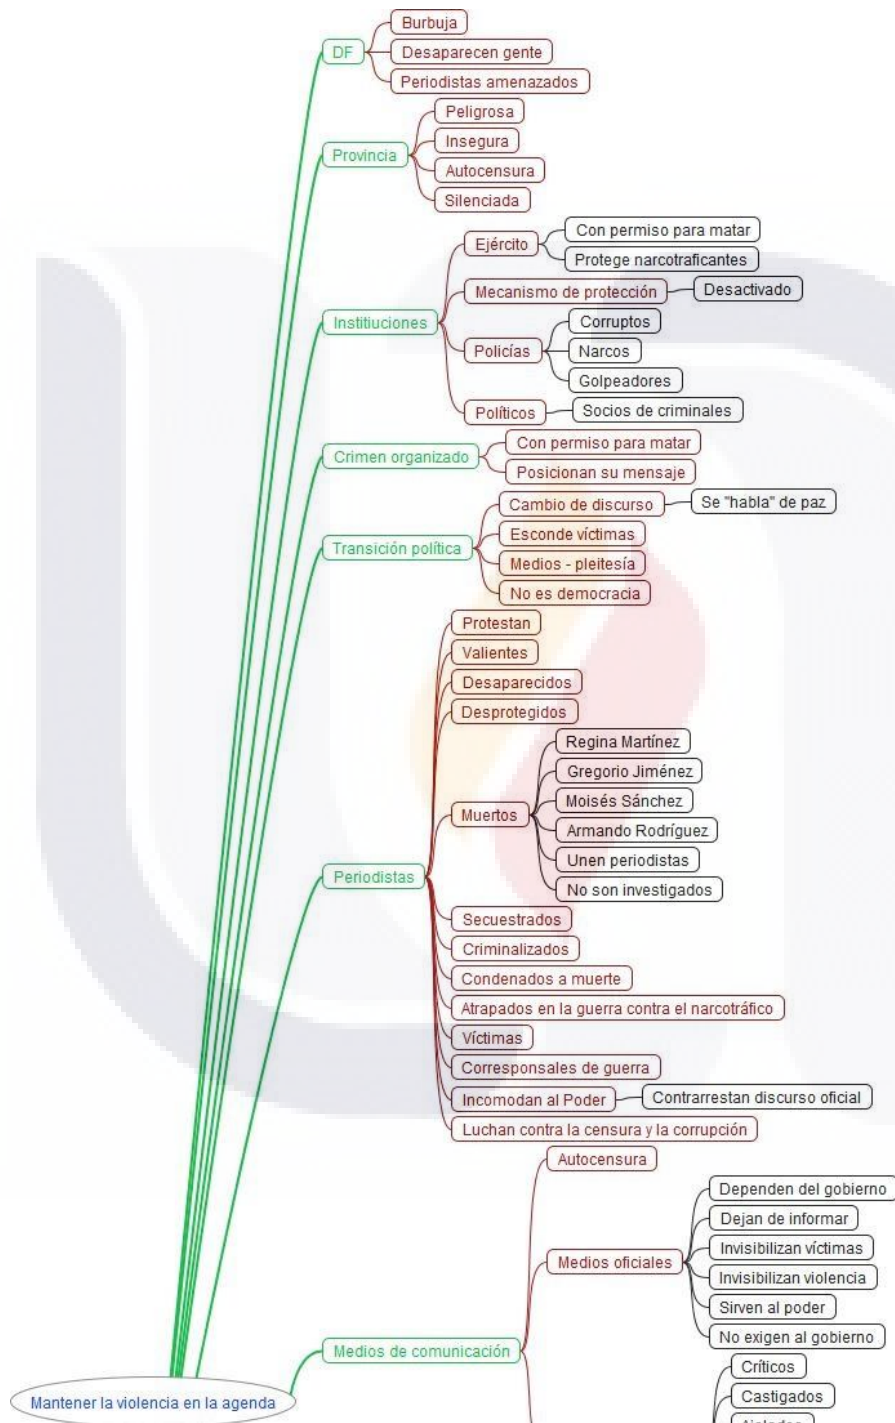 DF
Burbuja
Desaparecen gente
Periodistas amenazados
Provincia
Peligrosa
Insegura
Autocensura
Silenciada
Instituciones
Ejército
Con permiso para matar
Protege narcotraficantes
Mecanismo de protección
Desactivado
Policías
Corruptos
Narcos
Golpeadores
Políticos
Socios de criminales
Crimen organizado
Con permiso para matar
Posicionan su mensaje
Transición política
Cambio de discurso
Se "habla" de paz
Esconde víctimas
Medios - pleitesía
No es democracia
Periodistas
Protestan
Valientes
Desaparecidos
Desprotegidos
Muertos
Regina Martínez
Gregorio Jiménez
Moisés Sánchez
Armando Rodríguez
Unen periodistas
No son investigados
Secuestrados
Criminalizados
Condenados a muerte
Atrapados en la guerra contra el narcotráfico
Víctimas
Corresponsales de guerra
Incomodan al Poder
Contrarrestan discurso oficial
Luchan contra la censura y la corrupción
Medios de comunicación
Autocensura
Medios oficiales
Dependen del gobierno
Dejan de informar
Invisibilizan víctimas
Invisibilizan violencia
Sirven al poder
No exigen al gobierno
Críticos
Castigados
Mantener la violencia en la agenda